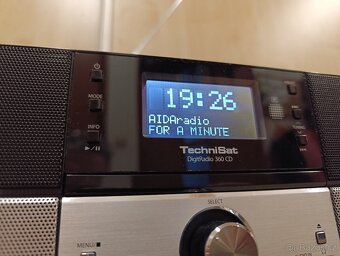 19:26
MODE
AIDAradio
FOR A MINUTE
INFO
TechniSat
DigitRadio 360 CD
SELECT
MENU/